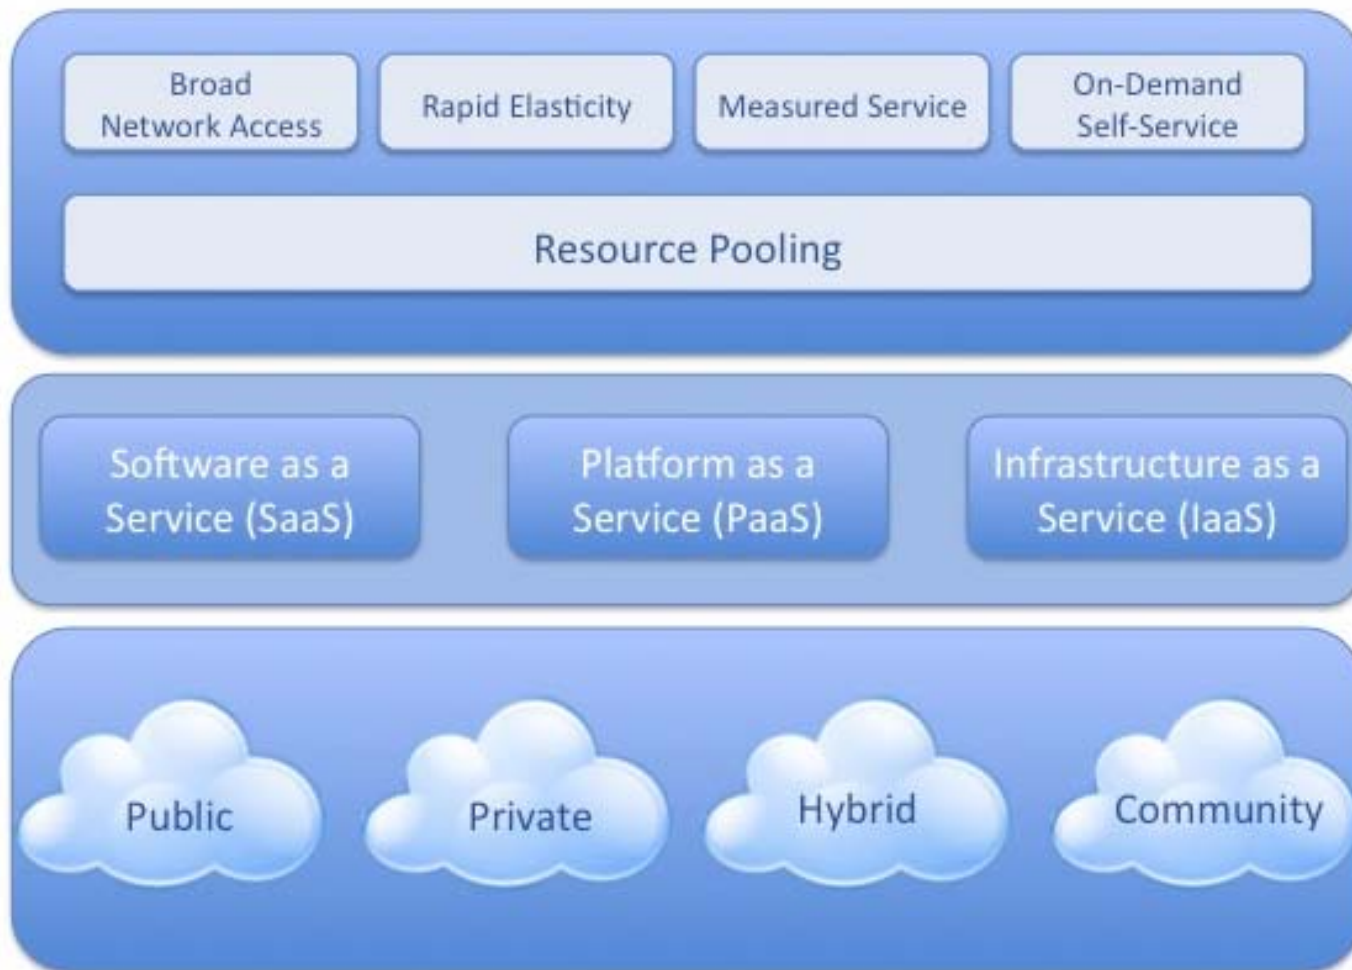 Broad
Network Access
Rapid Elasticity
Measured Service
On-Demand
Self-Service
Resource Pooling
Software as a
Service (SaaS)
Platform as a
Service (PaaS)
Infrastructure as a
Service (IaaS)
Public
Private
Hybrid
Community